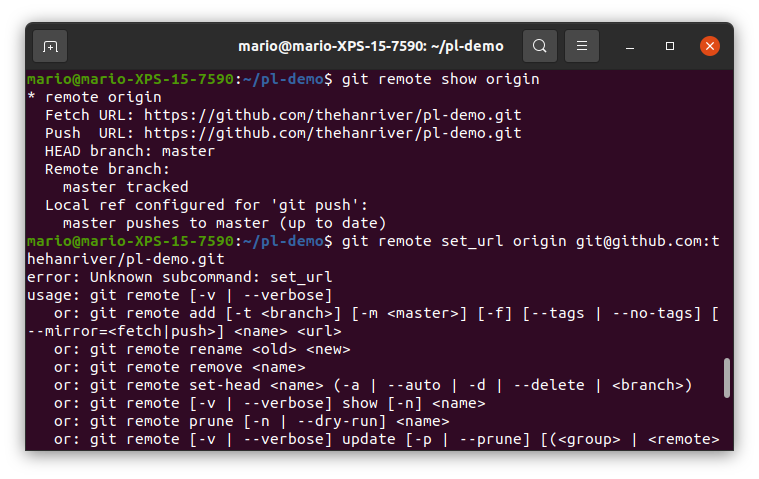 mario@mario-XPS-15-7590: ~/pl-demo
mario@mario-XPS-15-7590:~/pl-demo$ git remote show origin
* remote origin
  Fetch URL: https://github.com/thehanriver/pl-demo.git
  Push  URL: https://github.com/thehanriver/pl-demo.git
  HEAD branch: master
  Remote branch:
    master tracked
  Local ref configured for 'git push':
    master pushes to master (up to date)
mario@mario-XPS-15-7590:~/pl-demo$ git remote set_url origin git@github.com:t
hehanriver/pl-demo.git
error: Unknown subcommand: set_url
usage: git remote [-v | --verbose]
   or: git remote add [-t <branch>] [-m <master>] [-f] [--tags | --no-tags] [
--mirror=<fetch|push>] <name> <url>
   or: git remote rename <old> <new>
   or: git remote remove <name>
   or: git remote set-head <name> (-a | --auto | -d | --delete | <branch>)
   or: git remote [-v | --verbose] show [-n] <name>
   or: git remote prune [-n | --dry-run] <name>
   or: git remote [-v | --verbose] update [-p | --prune] [(<group> | <remote>